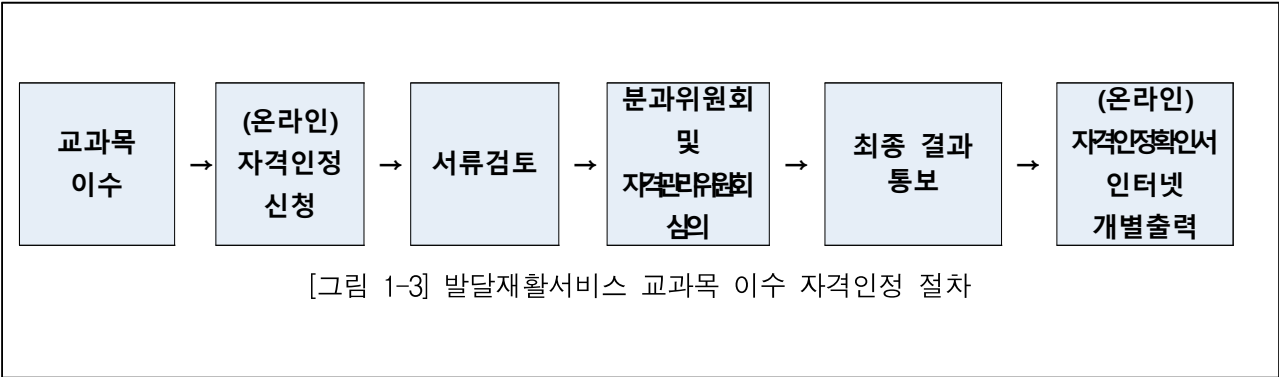 교과목
이수
→
(온라인)
자격인정
신청
→
서류검토
→
분과위원회
및
자격관리위원회
심의
→
최종 결과
통보
→
(온라인)
자격인정확인서
인터넷
개별출력
[그림 1-3] 발달재활서비스 교과목 이수 자격인정 절차